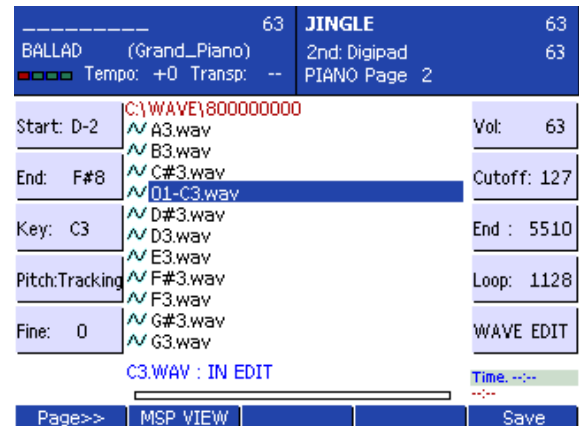 __________ 63
BALLAD (Grand_Piano)
Tempo: +0 Transp: --
JINGLE 63
2nd: Digipad 63
PIANO Page 2
C:\WAVE\800000000
Start: D-2
End: F#8
Key: C3
Pitch:Tracking
Fine: 0
A3.wav
B3.wav
C#3.wav
01-C3.wav
D#3.wav
D3.wav
E3.wav
F#3.wav
F3.wav
G#3.wav
G3.wav
Vol: 63
Cutoff: 127
End : 5510
Loop: 1128
WAVE EDIT
C3.WAV : IN EDIT
Time. --:--
--:--
Page>> MSP VIEW Save